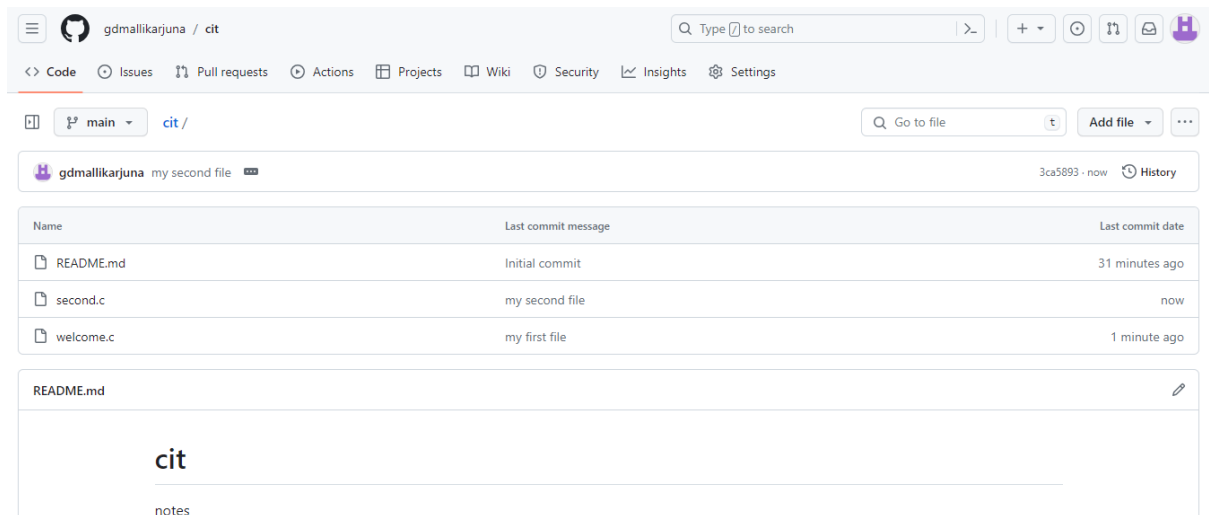 gdmallikarjuna / cit Type / to search
Code Issues Pull requests Actions Projects Wiki Security Insights Settings
main cit / Go to file t Add file
gdmallikarjuna my second file 3ca5893 · now History
Name Last commit message Last commit date
README.md Initial commit 31 minutes ago
second.c my second file now
welcome.c my first file 1 minute ago
README.md
cit
notes